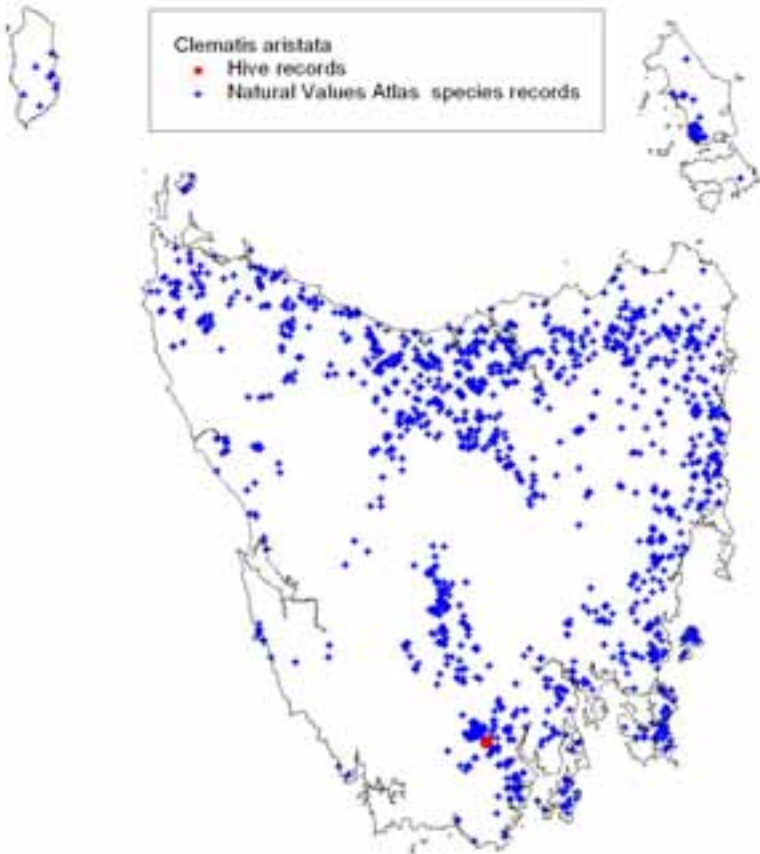 Clematis aristata
Hive records
Natural Values Atlas species records